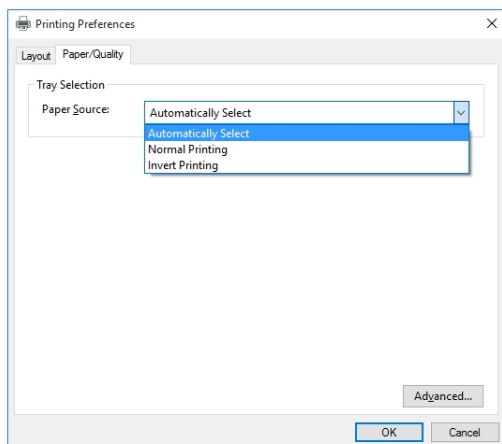 Printing Preferences
Layout Paper/Quality
Tray Selection
Paper Source: Automatically Select
Automatically Select
Normal Printing
Invert Printing
Advanced...
OK Cancel